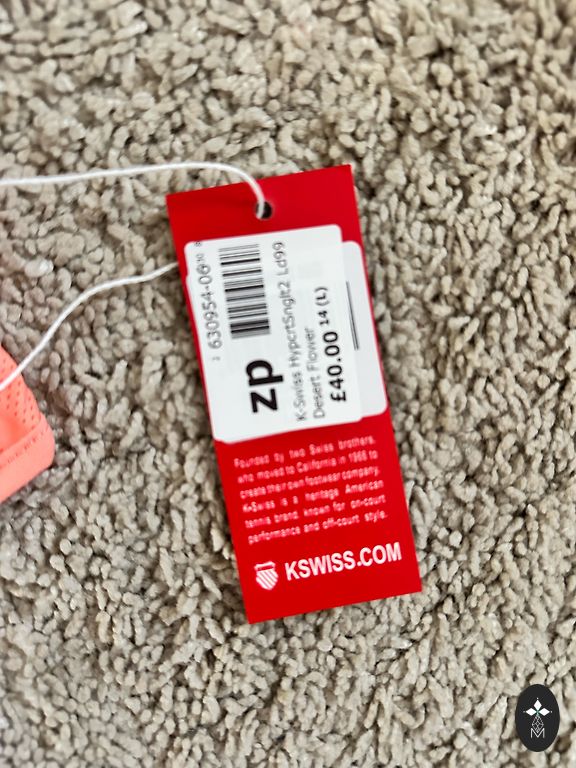 630954-06
zp
K-Swiss HypcrtSnglt2 Ld99
Desert Flower
£40.00 14 (L)
Founded by two Swiss brothers,
who moved to California in 1966 to
create their own footwear company,
K-Swiss is a heritage American
tennis brand, known for on-court
performance and off-court style.
KSWISS.COM
M